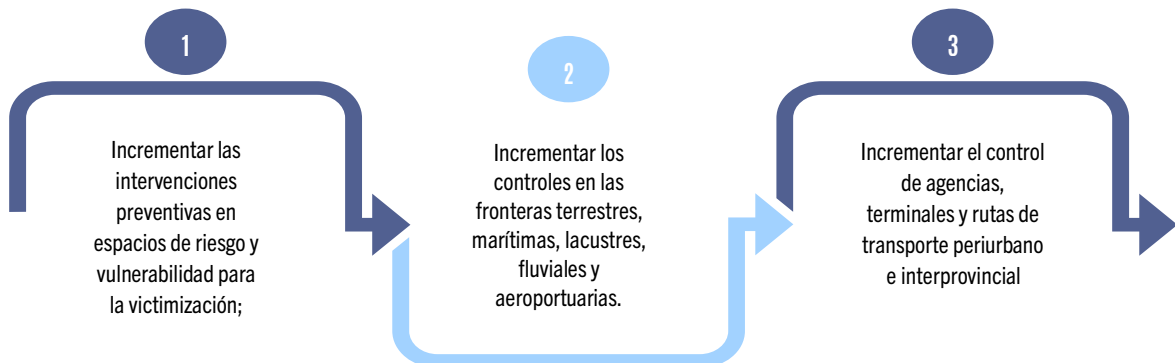 1
Incrementar las
intervenciones
preventivas en
espacios de riesgo y
vulnerabilidad para
la victimización;
2
Incrementar los
controles en las
fronteras terrestres,
marítimas, lacustres,
fluviales y
aeroportuarias.
3
Incrementar el control
de agencias,
terminales y rutas de
transporte periurbano
e interprovincial